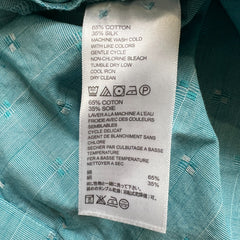 65% COTTON
35% SILK
MACHINE WASH COLD
WITH LIKE COLORS
GENTLE CYCLE
NON-CHLORINE BLEACH
TUMBLE DRY LOW
COOL IRON
DRY CLEAN
65% COTON
35% SOIE
LAVER A LA MACHINE A L'EAU
FROIDE AVEC COULEURS
SEMBLABLES
CYCLE DELICAT
AGENT DE BLANCHIMENT SANS
CHLORE
SECHER PAR CULBUTAGE
A BASSE TEMPERATURE
FER A BASSE TEMPERATURE
NETTOYER A SEC
綿 65%
絹 35%